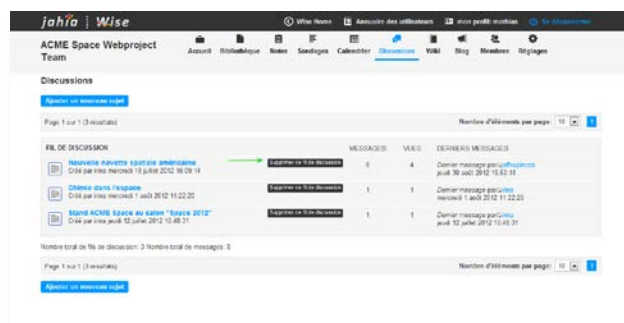 jahia | Wise
Wise Home Annuaire des utilisateurs mon profil: mathias Se déconnecter
ACME Space Webproject Team
Accueil Bibliothèque Notes Sondages Calendrier Discussions Wiki Blog Membres Réglages
Discussions
Ajouter un nouveau sujet
Page 1 sur 1 (3 résultats) Nombre d'éléments par page: 10 1
FIL DE DISCUSSION MESSAGES VUES DERNIERS MESSAGES
Nouvelle navette spatiale américaine Supprimer ce fil de discussion 6 4 Dernier message par
Créé par irina mercredi 18 juillet 2012 16:09:14 jeudi 30 août 2012
Chimie dans l'espace Supprimer ce fil de discussion 1 1 Dernier message par irina
Créé par irina mercredi 1 août 2012 11:22:20 mercredi 1 août 2012 11:22:20
Stand ACME Space au salon "Space 2012" Supprimer ce fil de discussion 1 1 Dernier message par irina
Créé par irina jeudi 12 juillet 2012 10:48:31 jeudi 12 juillet 2012 10:48:31
Nombre total de fils de discussion: 3 Nombre total de messages: 8
Page 1 sur 1 (3 résultats) Nombre d'éléments par page: 10 1
Ajouter un nouveau sujet